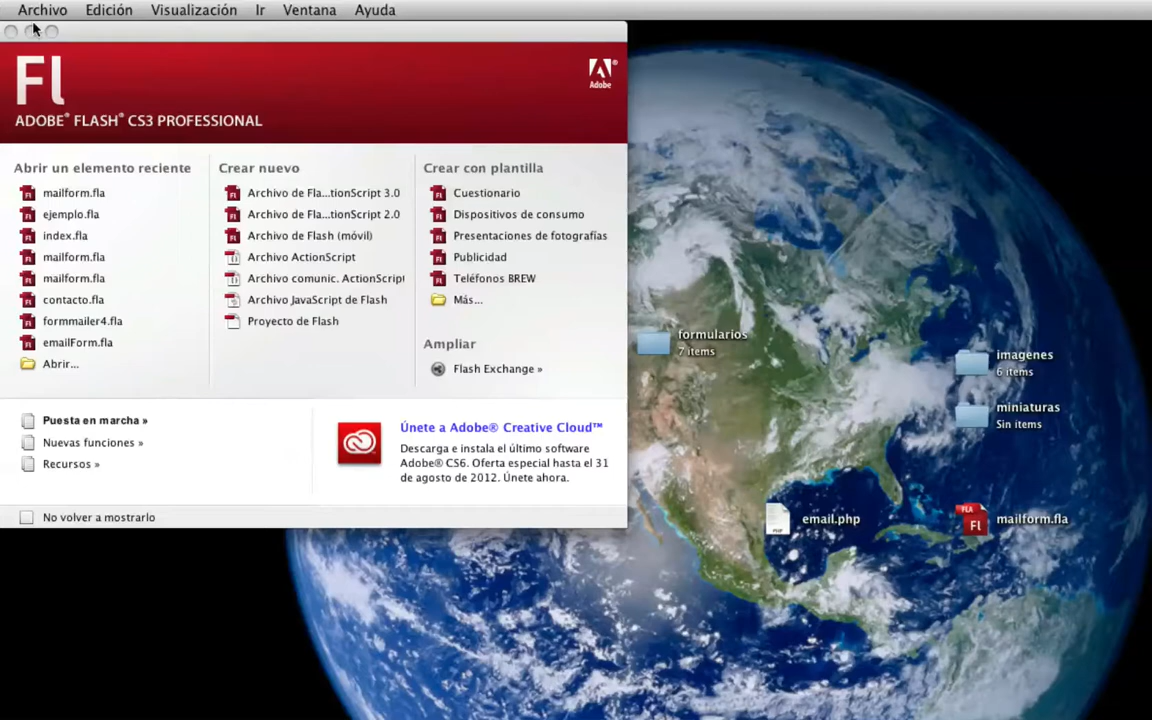 Archivo Edición Visualización Ir Ventana Ayuda
Fl
Adobe
ADOBE® FLASH® CS3 PROFESSIONAL
Abrir un elemento reciente
mailform.fla
ejemplo.fla
index.fla
mailform.fla
mailform.fla
contacto.fla
formmailer4.fla
emailForm.fla
Abrir...
Crear nuevo
Archivo de Fla...tionScript 3.0
Archivo de Fla...tionScript 2.0
Archivo de Flash (móvil)
Archivo ActionScript
Archivo comunic. ActionScript
Archivo JavaScript de Flash
Proyecto de Flash
Crear con plantilla
Cuestionario
Dispositivos de consumo
Presentaciones de fotografías
Publicidad
Teléfonos BREW
Más...
Ampliar
Flash Exchange »
Puesta en marcha »
Nuevas funciones »
Recursos »
Únete a Adobe® Creative Cloud™
Descarga e instala el último software
Adobe® CS6. Oferta especial hasta el 31
de agosto de 2012. Únete ahora.
No volver a mostrarlo
formularios
7 items
imagenes
6 items
miniaturas
Sin items
PHP
email.php
FLA
Fl
mailform.fla